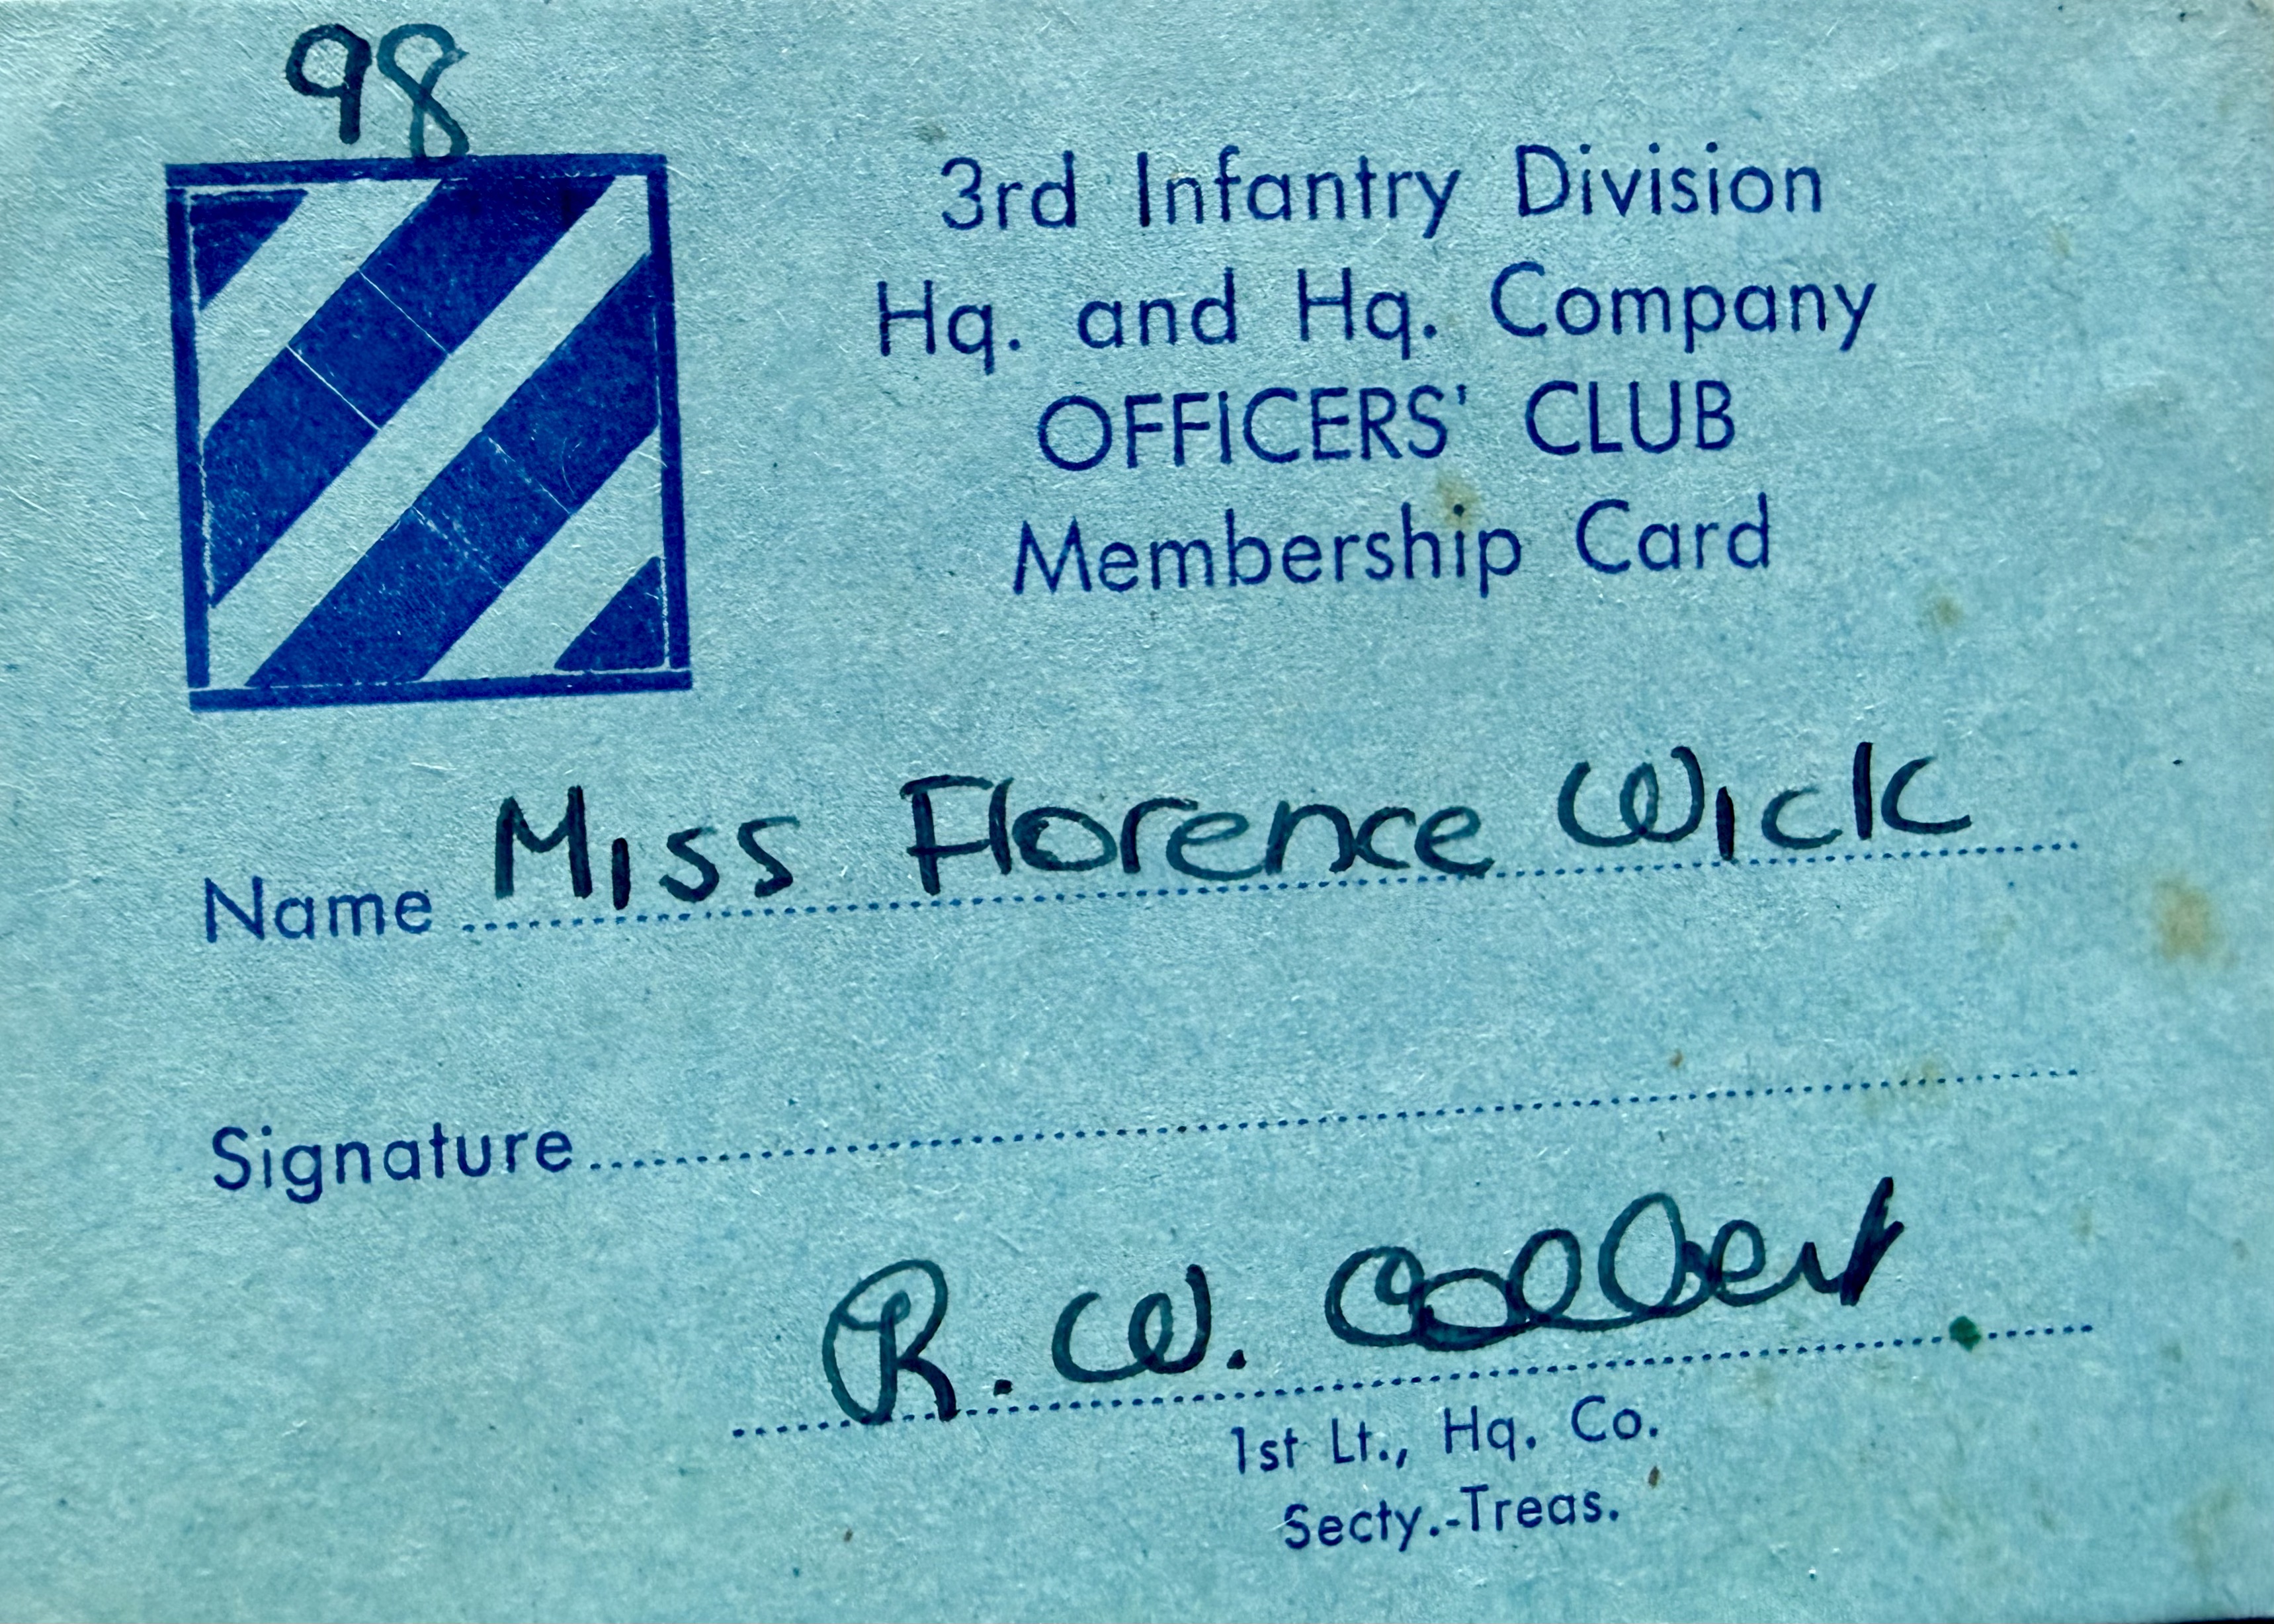 98
3rd Infantry Division
Hq. and Hq. Company
OFFICERS' CLUB
Membership Card
Name Miss Florence Wick
Signature
R. W. Colbert
1st Lt., Hq. Co.
Secty.-Treas.